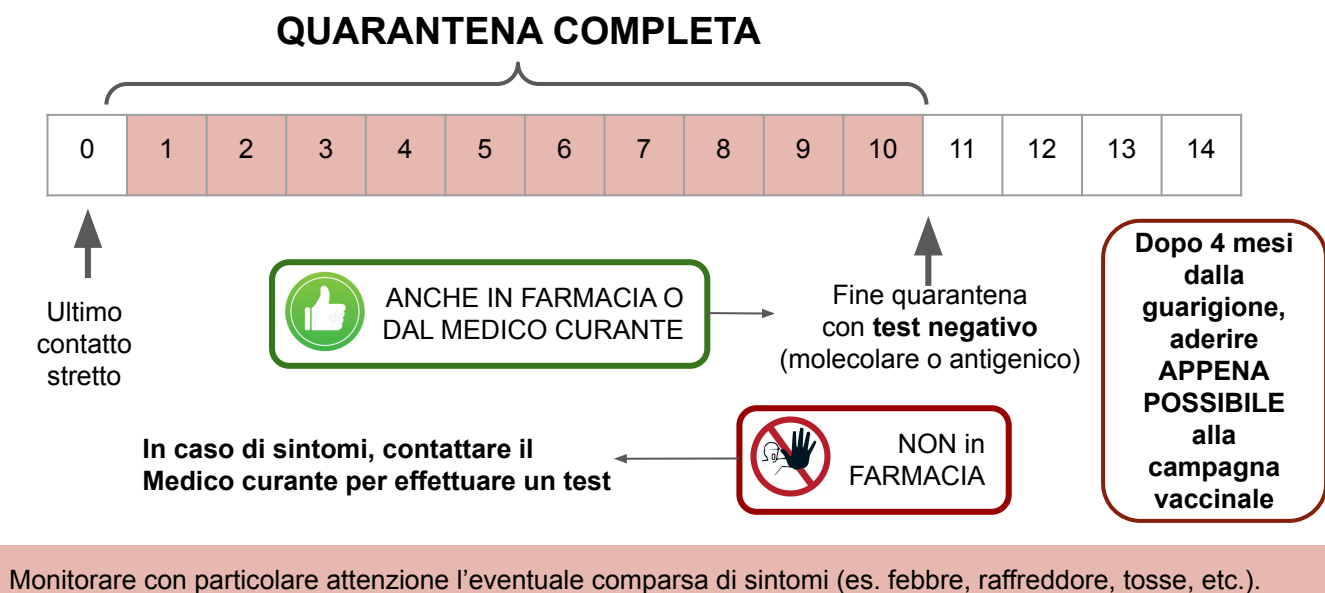 QUARANTENA COMPLETA
0 1 2 3 4 5 6 7 8 9 10 11 12 13 14
Ultimo
contatto
stretto
ANCHE IN FARMACIA O
DAL MEDICO CURANTE
Fine quarantena
con test negativo
(molecolare o antigenico)
Dopo 4 mesi
dalla
guarigione,
aderire
APPENA
POSSIBILE
alla
campagna
vaccinale
In caso di sintomi, contattare il
Medico curante per effettuare un test
NON in
FARMACIA
Monitorare con particolare attenzione l’eventuale comparsa di sintomi (es. febbre, raffreddore, tosse, etc.).